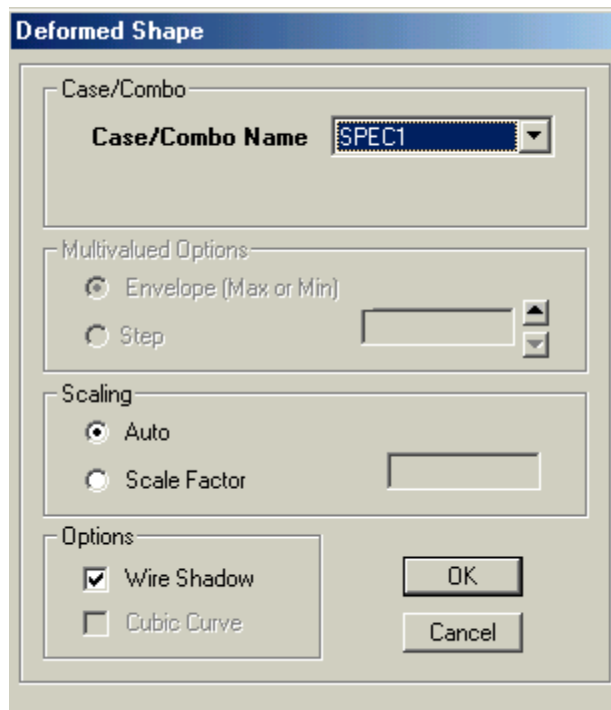 Deformed Shape
Case/Combo
Case/Combo Name SPEC1
Multivalued Options
Envelope (Max or Min)
Step
Scaling
Auto
Scale Factor
Options
Wire Shadow
Cubic Curve
OK
Cancel